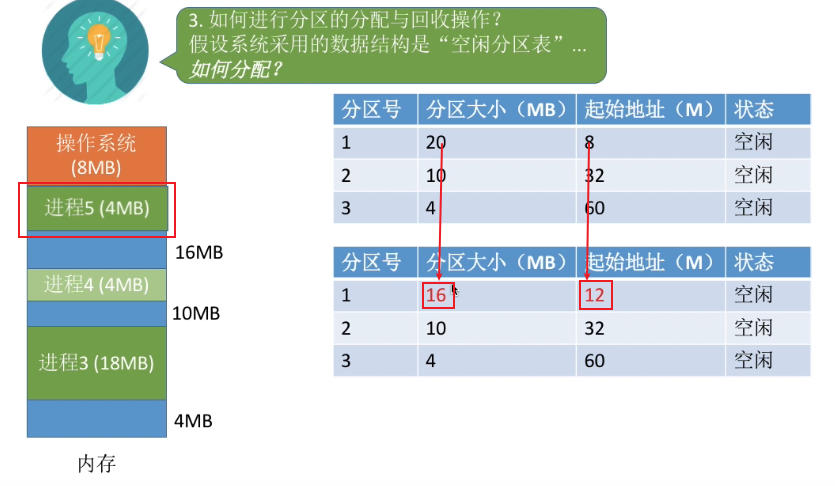 3. 如何进行分区的分配与回收操作？
假设系统采用的数据结构是“空闲分区表”...
如何分配？
操作系统
(8MB)
进程5 (4MB)
16MB
进程4 (4MB)
10MB
进程3 (18MB)
4MB
内存
分区号 分区大小（MB） 起始地址（M） 状态
1 20 8 空闲
2 10 32 空闲
3 4 60 空闲
分区号 分区大小（MB） 起始地址（M） 状态
1 16 12 空闲
2 10 32 空闲
3 4 60 空闲